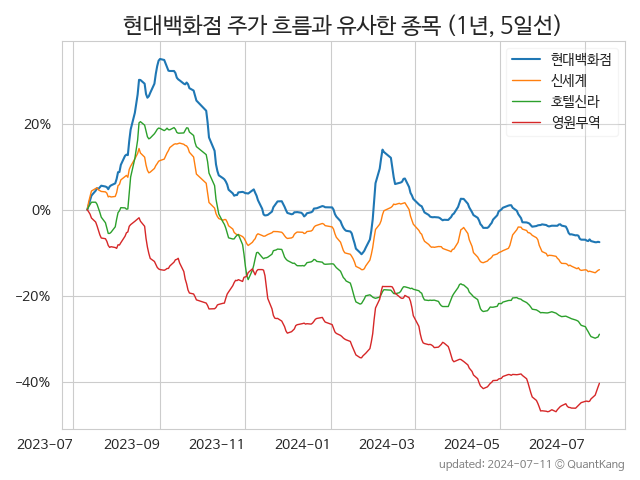 현대백화점 주가 흐름과 유사한 종목 (1년, 5일선)
현대백화점
신세계
호텔신라
영원무역
20%
0%
−20%
−40%
2023-07 2023-09 2023-11 2024-01 2024-03 2024-05 2024-07
updated: 2024-07-11 © QuantKang